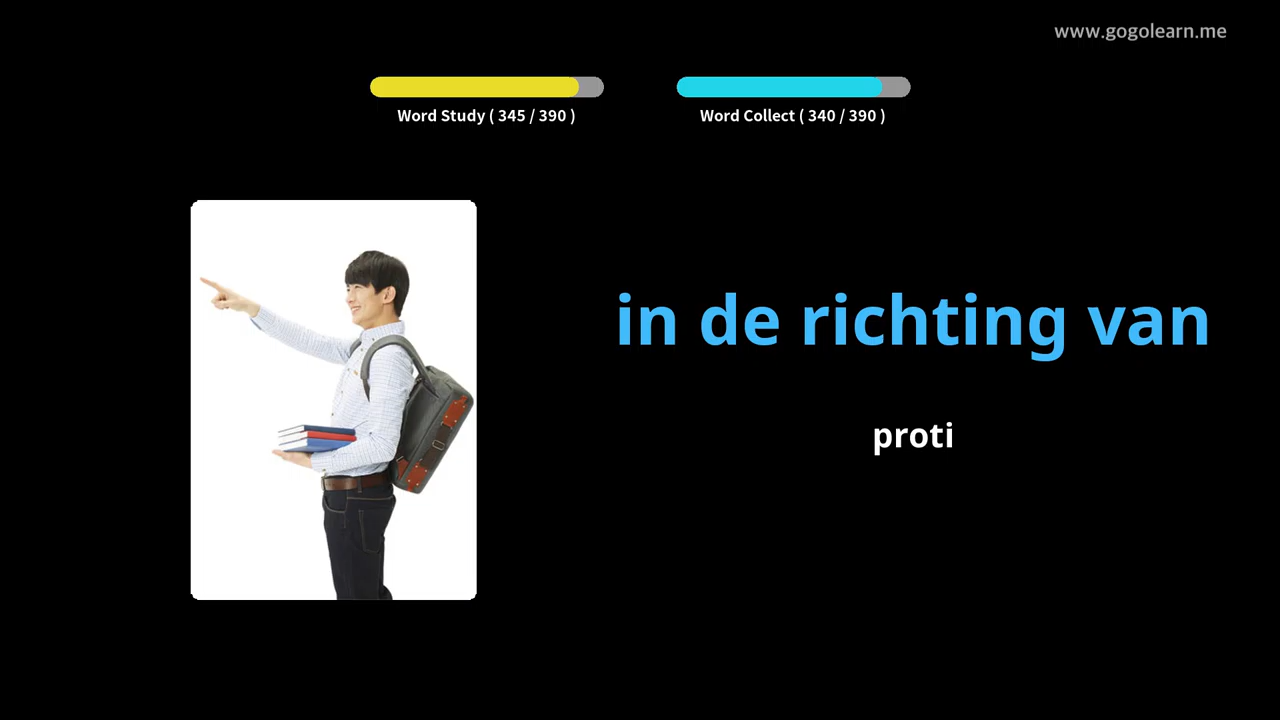 www.gogolearn.me
Word Study ( 345 / 390 )
Word Collect ( 340 / 390 )
in de richting van
proti